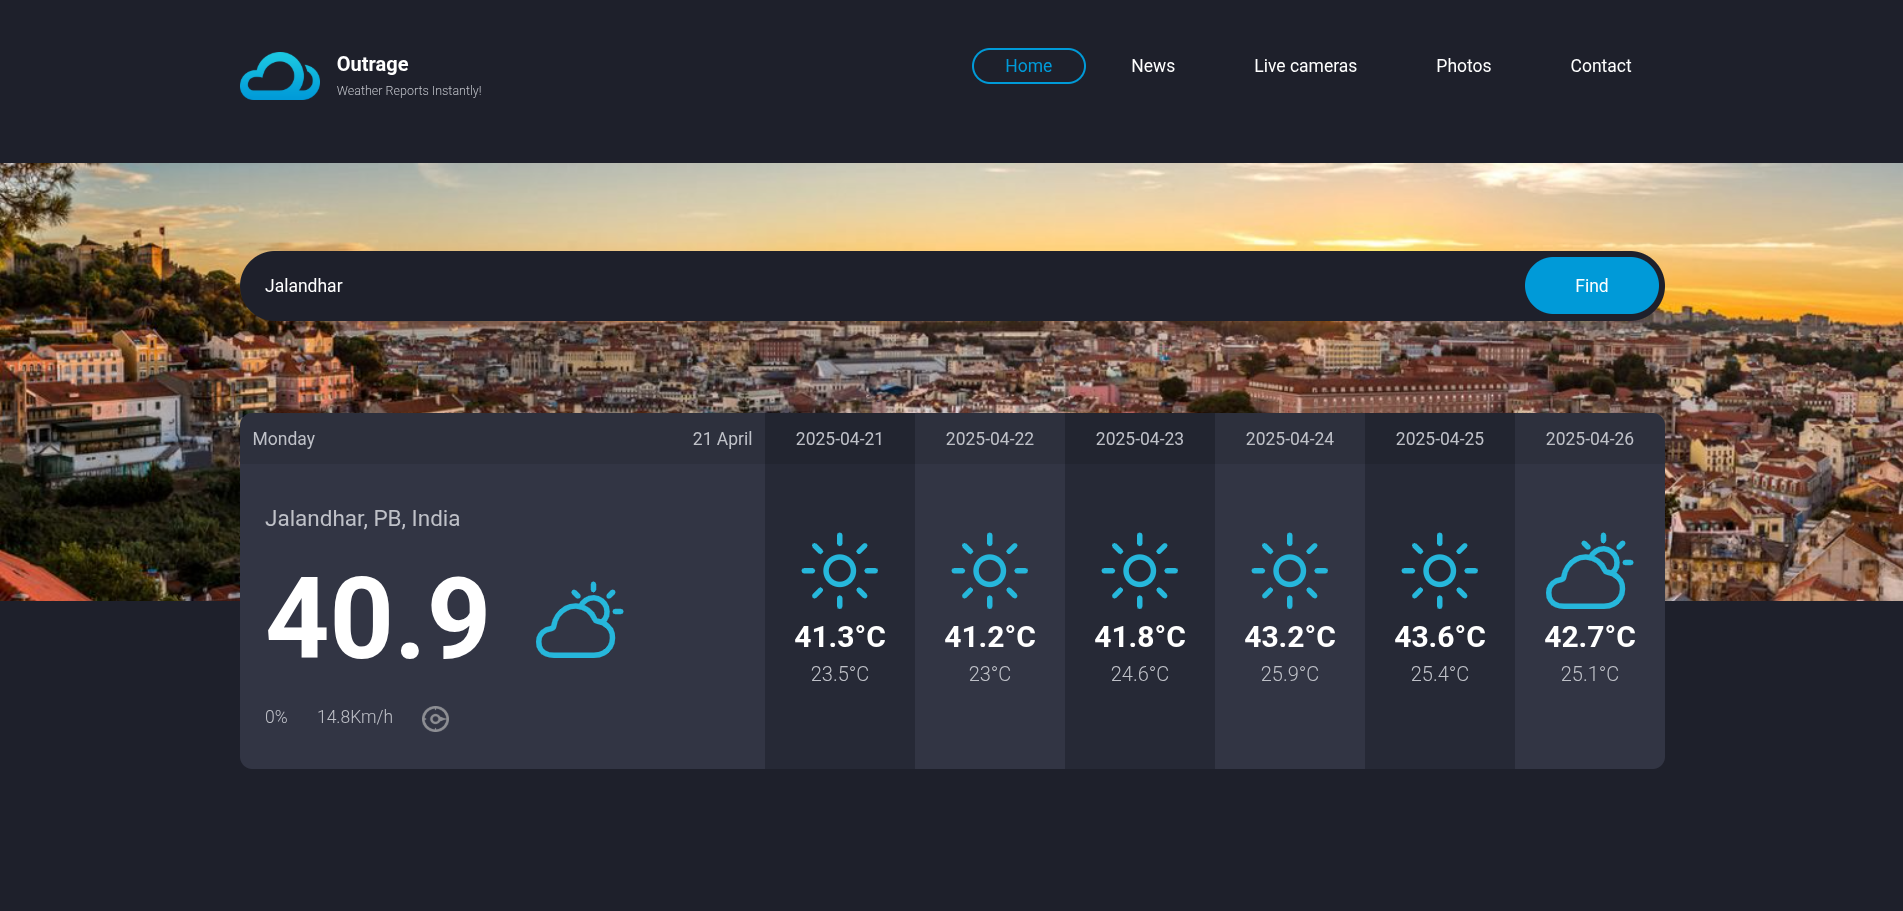 Outrage
Weather Reports Instantly!
Home News Live cameras Photos Contact
Jalandhar
Find
Monday 21 April
Jalandhar, PB, India
40.9
0% 14.8Km/h
2025-04-21 2025-04-22 2025-04-23 2025-04-24 2025-04-25 2025-04-26
41.3°C 41.2°C 41.8°C 43.2°C 43.6°C 42.7°C
23.5°C 23°C 24.6°C 25.9°C 25.4°C 25.1°C